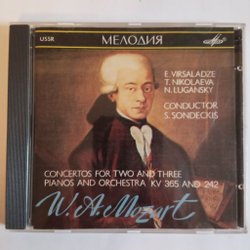 USSR
МЕЛОДИЯ
E. VIRSALADZE
T. NIKOLAEVA
N. LUGANSKY
CONDUCTOR
S. SONDECKIS
CONCERTOS FOR TWO AND THREE
PIANOS AND ORCHESTRA KV 365 AND 242
W. A. Mozart